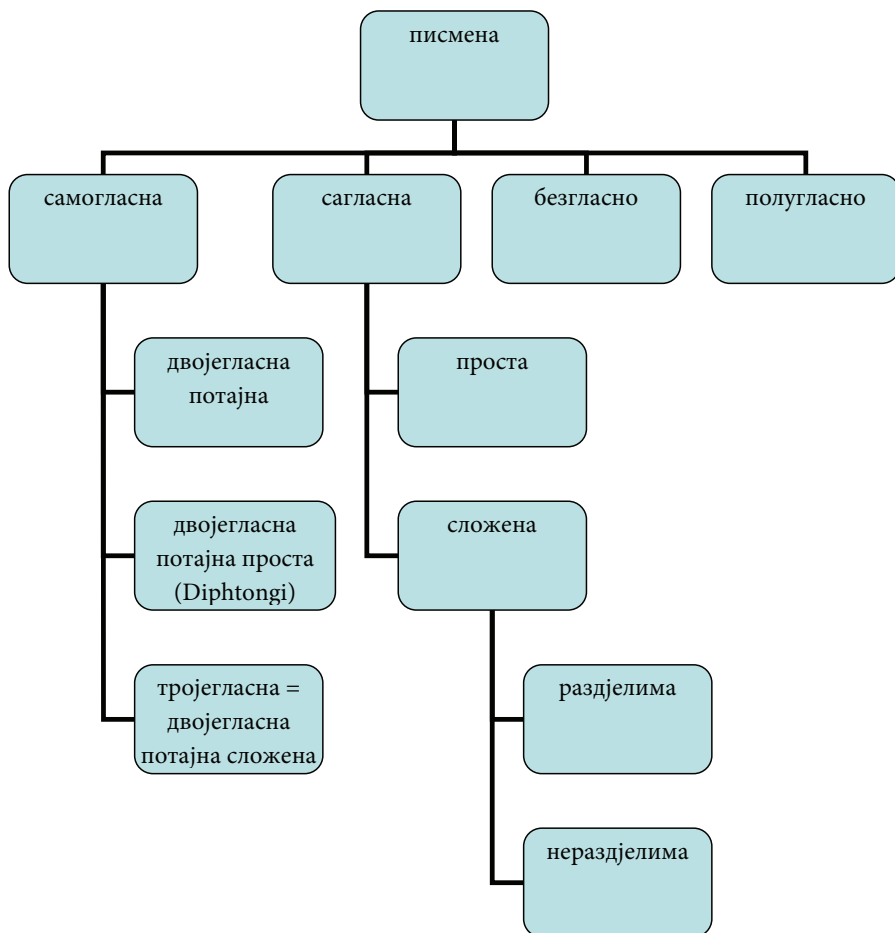 писмена
самогласна
сагласна
безгласно
полугласно
двојегласна
потајна
проста
двојегласна
потајна проста
(Diphtongi)
сложена
тројегласна =
двојегласна
потајна сложена
раздјелима
нераздјелима